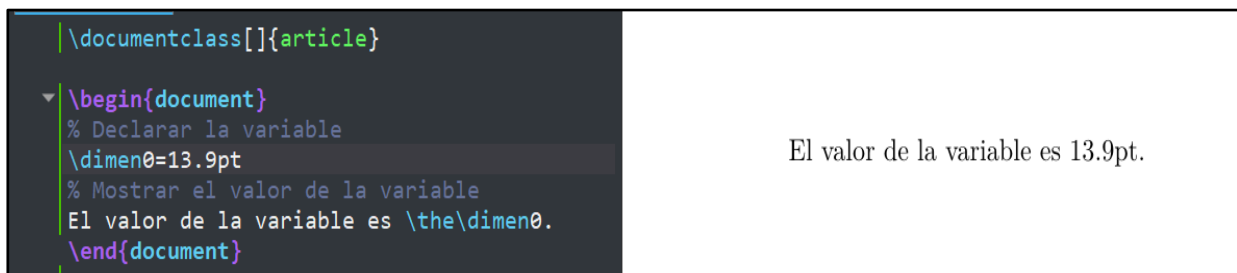 \documentclass[]{article}
\begin{document}
% Declarar la variable
\dimen0=13.9pt
% Mostrar el valor de la variable
El valor de la variable es \the\dimen0.
\end{document}
El valor de la variable es 13.9pt.